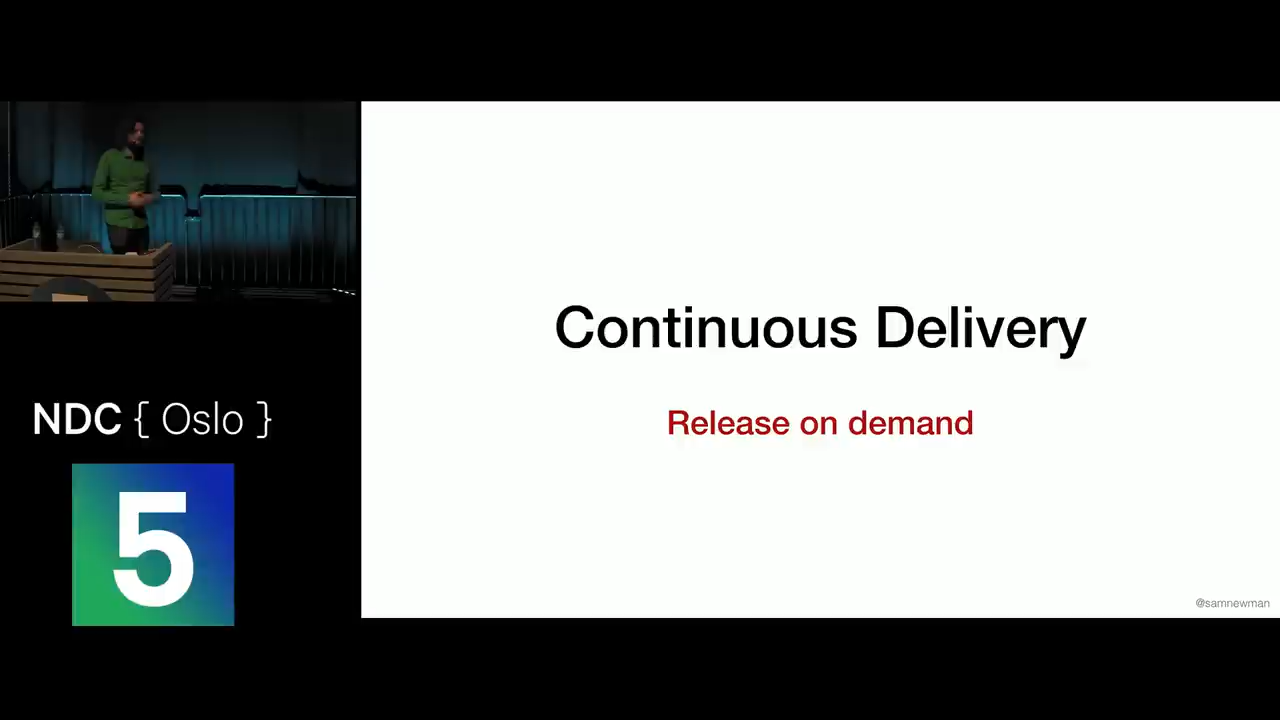 NDC { Oslo }
5
Continuous Delivery
Release on demand
@samnewman